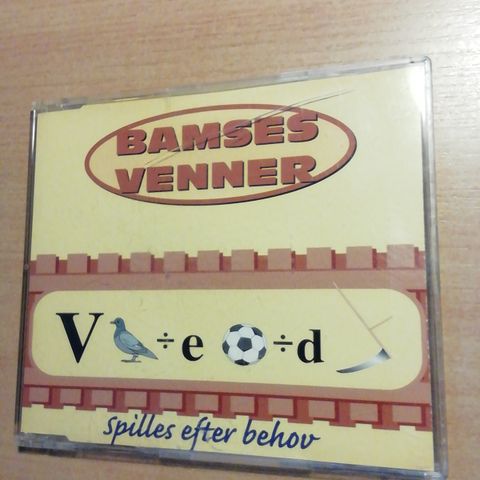 BAMSES
VENNER
V ÷e ÷d
spilles efter behov